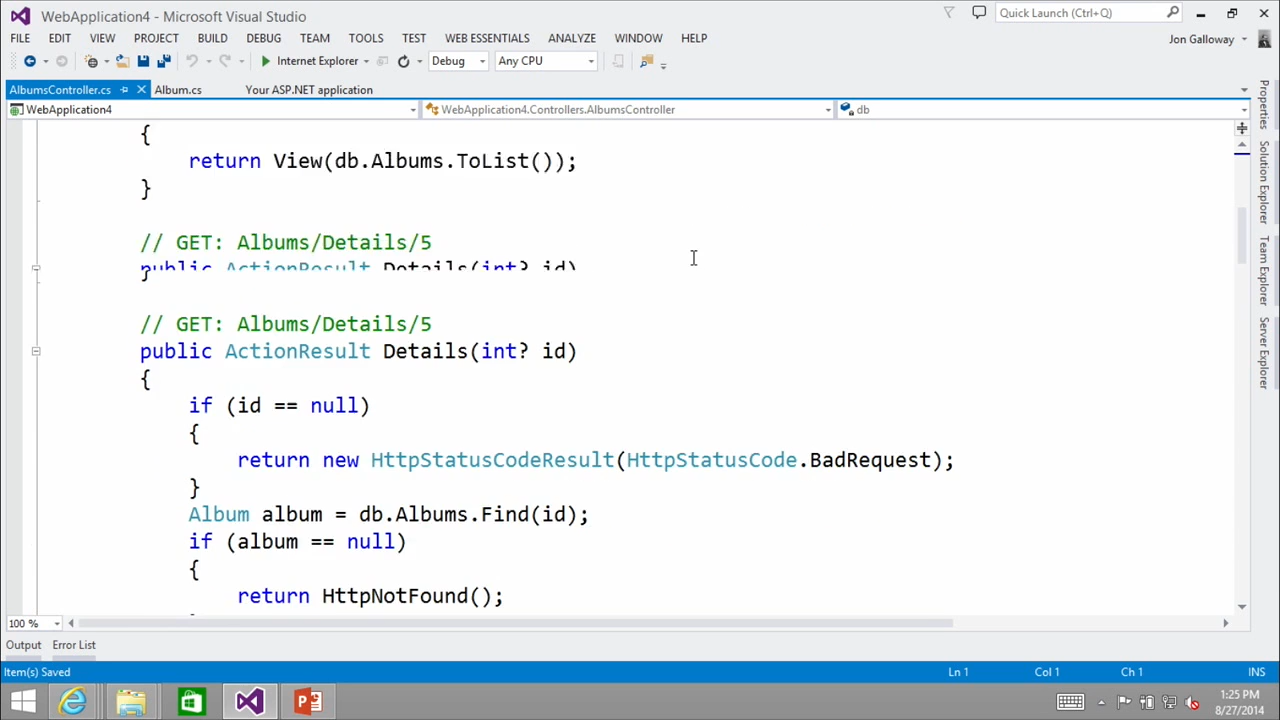 WebApplication4 - Microsoft Visual Studio
Quick Launch (Ctrl+Q)
FILE EDIT VIEW PROJECT BUILD DEBUG TEAM TOOLS TEST WEB ESSENTIALS ANALYZE WINDOW HELP
Jon Galloway
Internet Explorer
Debug
Any CPU
AlbumsController.cs
Album.cs
Your ASP.NET application
WebApplication4
WebApplication4.Controllers.AlbumsController
db
{
return View(db.Albums.ToList());
}
// GET: Albums/Details/5
public ActionResult Details(int? id)
}
// GET: Albums/Details/5
public ActionResult Details(int? id)
{
if (id == null)
{
return new HttpStatusCodeResult(HttpStatusCode.BadRequest);
}
Album album = db.Albums.Find(id);
if (album == null)
{
return HttpNotFound();
Properties
Solution Explorer
Team Explorer
Server Explorer
100 %
Output
Error List
Item(s) Saved
Ln 1
Col 1
Ch 1
INS
1:25 PM
8/27/2014